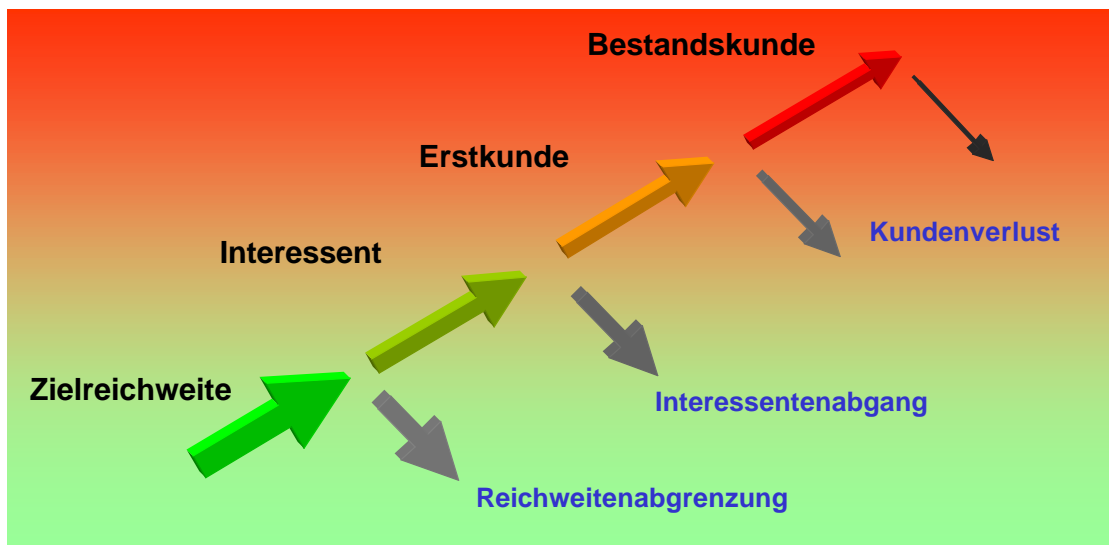 Bestandskunde
Erstkunde
Kundenverlust
Interessent
Zielreichweite
Interessentenabgang
Reichweitenabgrenzung